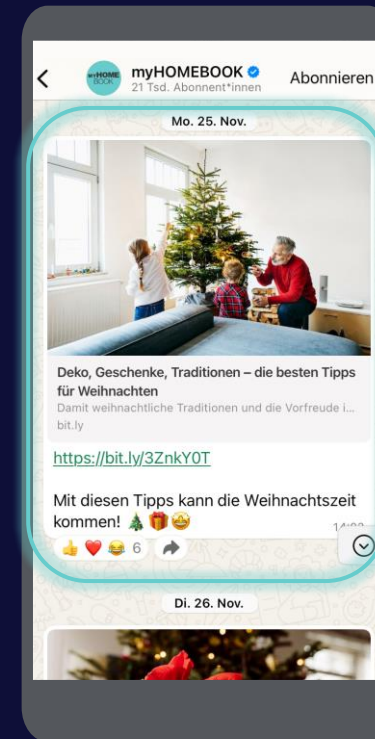 myHOME
BOOK
myHOMEBOOK
21 Tsd. Abonnent*innen
Abonnieren
Mo. 25. Nov.
Deko, Geschenke, Traditionen – die besten Tipps
für Weihnachten
Damit weihnachtliche Traditionen und die Vorfreude i...
bit.ly
https://bit.ly/3ZnkY0T
Mit diesen Tipps kann die Weihnachtszeit
kommen! 🎄🎁🤩
👍❤️😂 6
Di. 26. Nov.